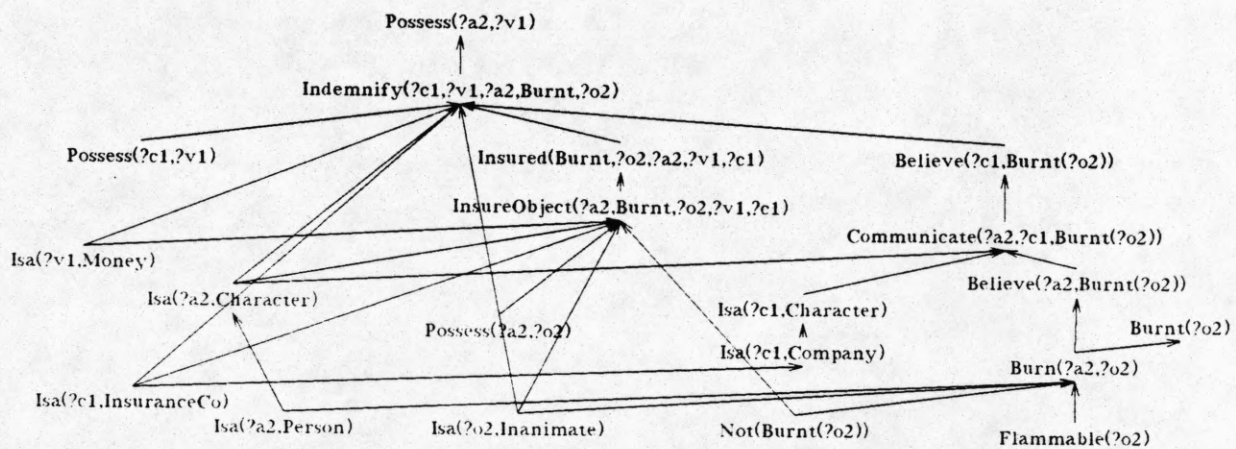 Possess(?a2,?v1)
Indemnify(?c1,?v1,?a2,Burnt,?o2)
Possess(?c1,?v1)
Insured(Burnt,?o2,?a2,?v1,?c1)
Believe(?c1,Burnt(?o2))
InsureObject(?a2,Burnt,?o2,?v1,?c1)
Communicate(?a2,?c1,Burnt(?o2))
Isa(?v1,Money)
Isa(?a2,Character)
Believe(?a2,Burnt(?o2))
Isa(?c1,Character)
Possess(?a2,?o2)
Burnt(?o2)
Isa(?c1,Company)
Burn(?a2,?o2)
Isa(?c1,InsuranceCo)
Isa(?a2,Person)
Isa(?o2,Inanimate)
Not(Burnt(?o2))
Flammable(?o2)